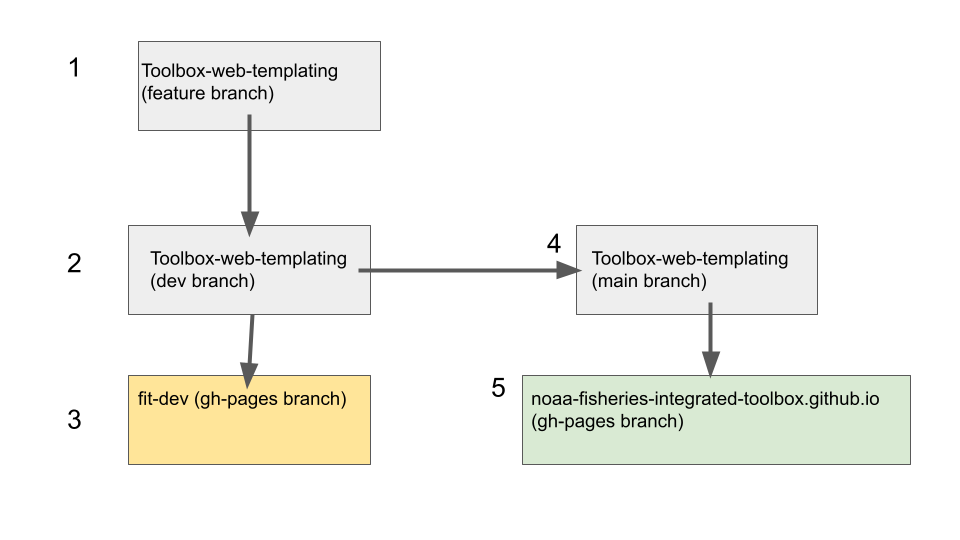 1
Toolbox-web-templating
(feature branch)
2
Toolbox-web-templating
(dev branch)
4
Toolbox-web-templating
(main branch)
3
fit-dev (gh-pages branch)
5
noaa-fisheries-integrated-toolbox.github.io
(gh-pages branch)